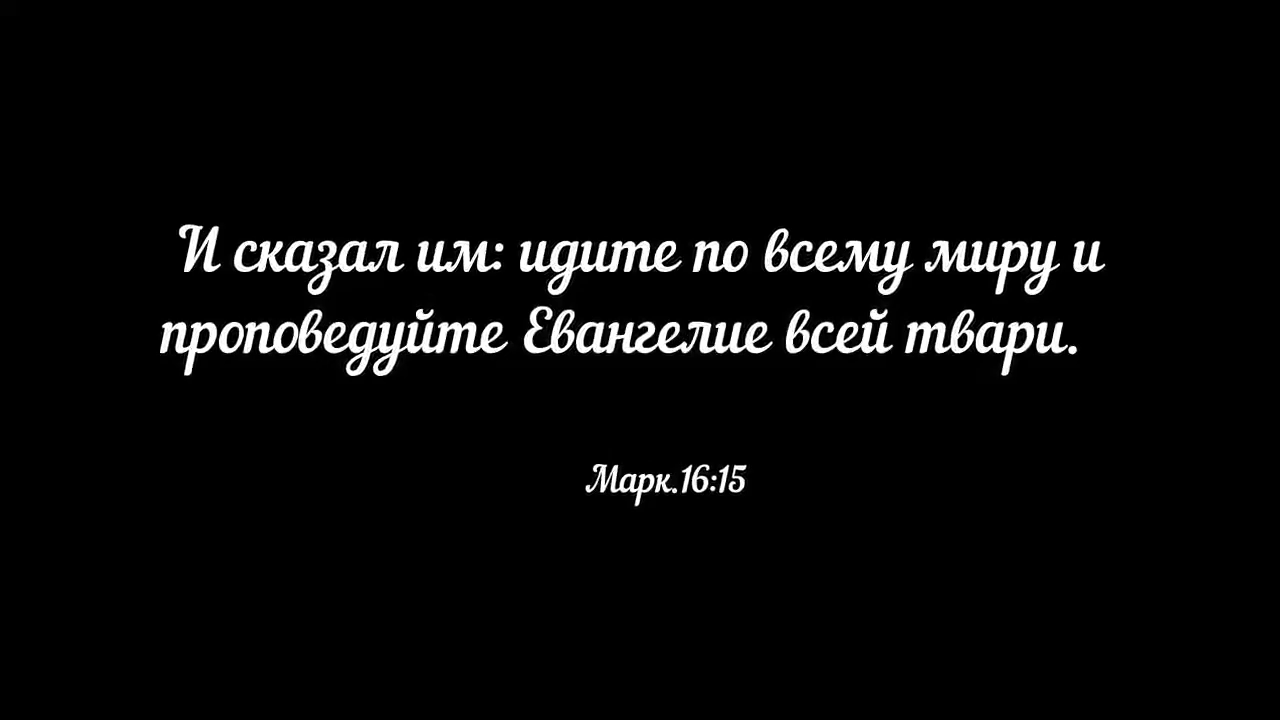 И сказал им: идите по всему миру и
проповедуйте Евангелие всей твари.
Марк.16:15